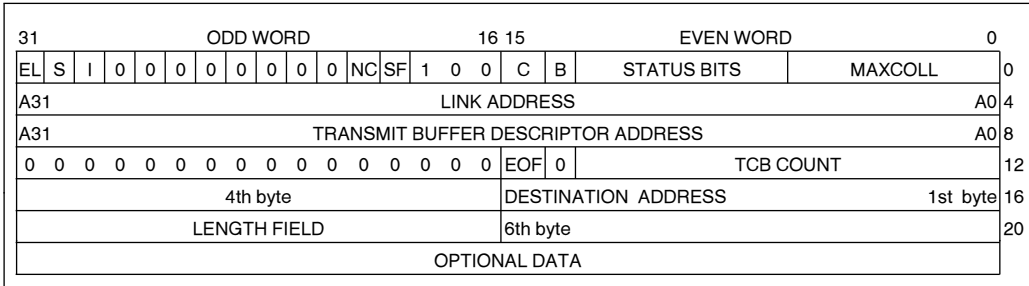 31 ODD WORD 16 15 EVEN WORD 0
EL S I 0 0 0 0 0 0 0 0 NC SF 1 0 0 C B STATUS BITS MAXCOLL 0
A31 LINK ADDRESS A0 4
A31 TRANSMIT BUFFER DESCRIPTOR ADDRESS A0 8
0 0 0 0 0 0 0 0 0 0 0 0 0 0 0 0 EOF 0 TCB COUNT 12
4th byte DESTINATION ADDRESS 1st byte 16
LENGTH FIELD 6th byte 20
OPTIONAL DATA